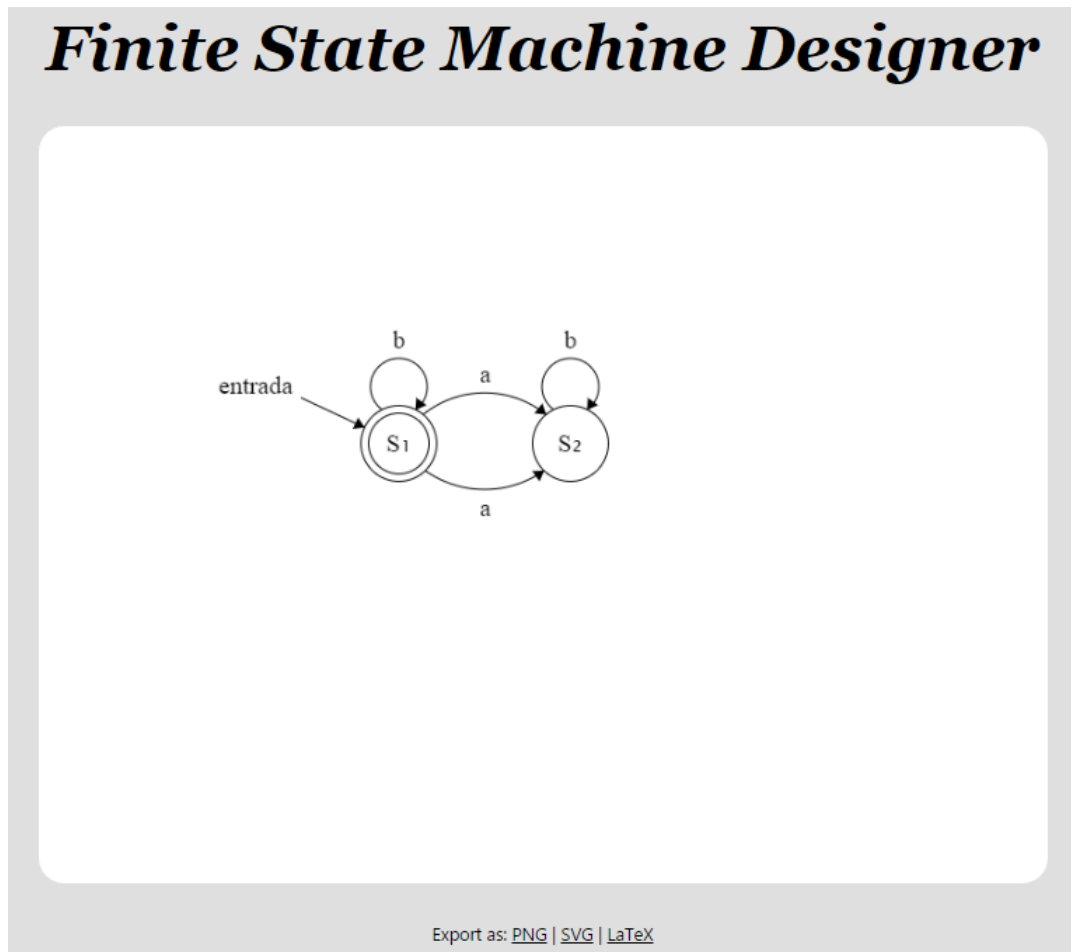 Finite State Machine Designer
b
b
a
entrada
S₁
S₂
a
Export as: PNG | SVG | LaTeX